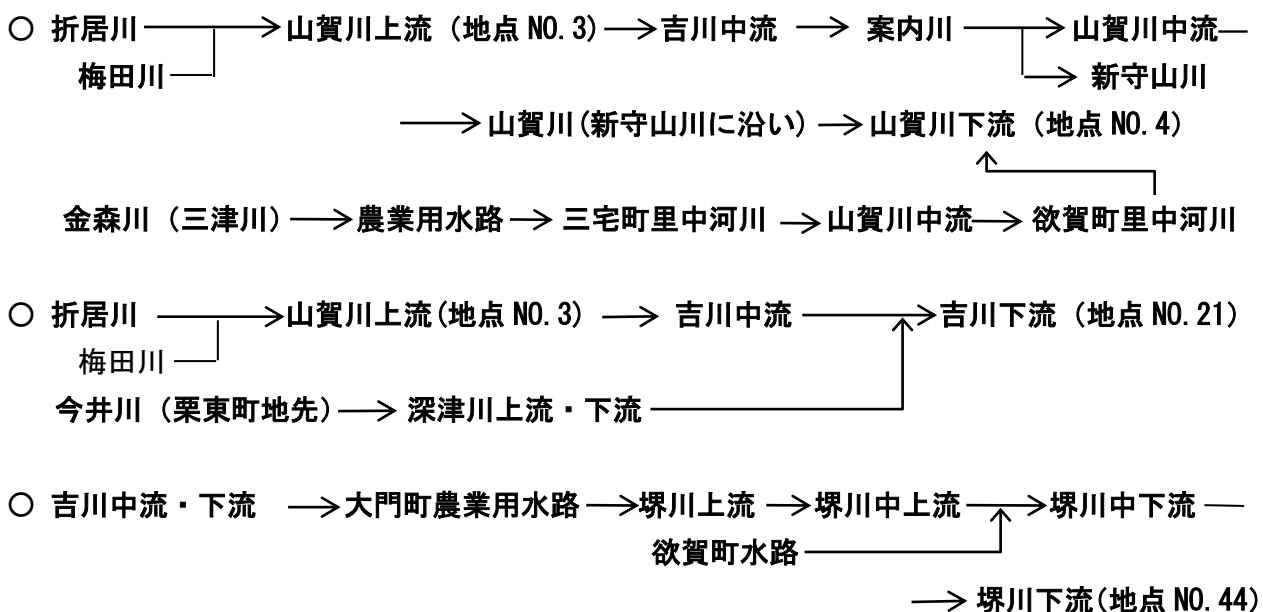 ○ 折居川 → 山賀川上流（地点 NO.3）→ 吉川中流 → 案内川 → 山賀川中流
梅田川 → 新守山川
→ 山賀川(新守山川に沿い) → 山賀川下流（地点 NO.4）
金森川（三津川）→ 農業用水路 → 三宅町里中河川 → 山賀川中流 → 欲賀町里中河川
○ 折居川 → 山賀川上流(地点 NO.3) → 吉川中流 → 吉川下流（地点 NO.21）
梅田川
今井川（栗東町地先）→ 深津川上流・下流
○ 吉川中流・下流 → 大門町農業用水路 → 堺川上流 → 堺川中上流 → 堺川中下流
欲賀町水路
→ 堺川下流(地点 NO.44)